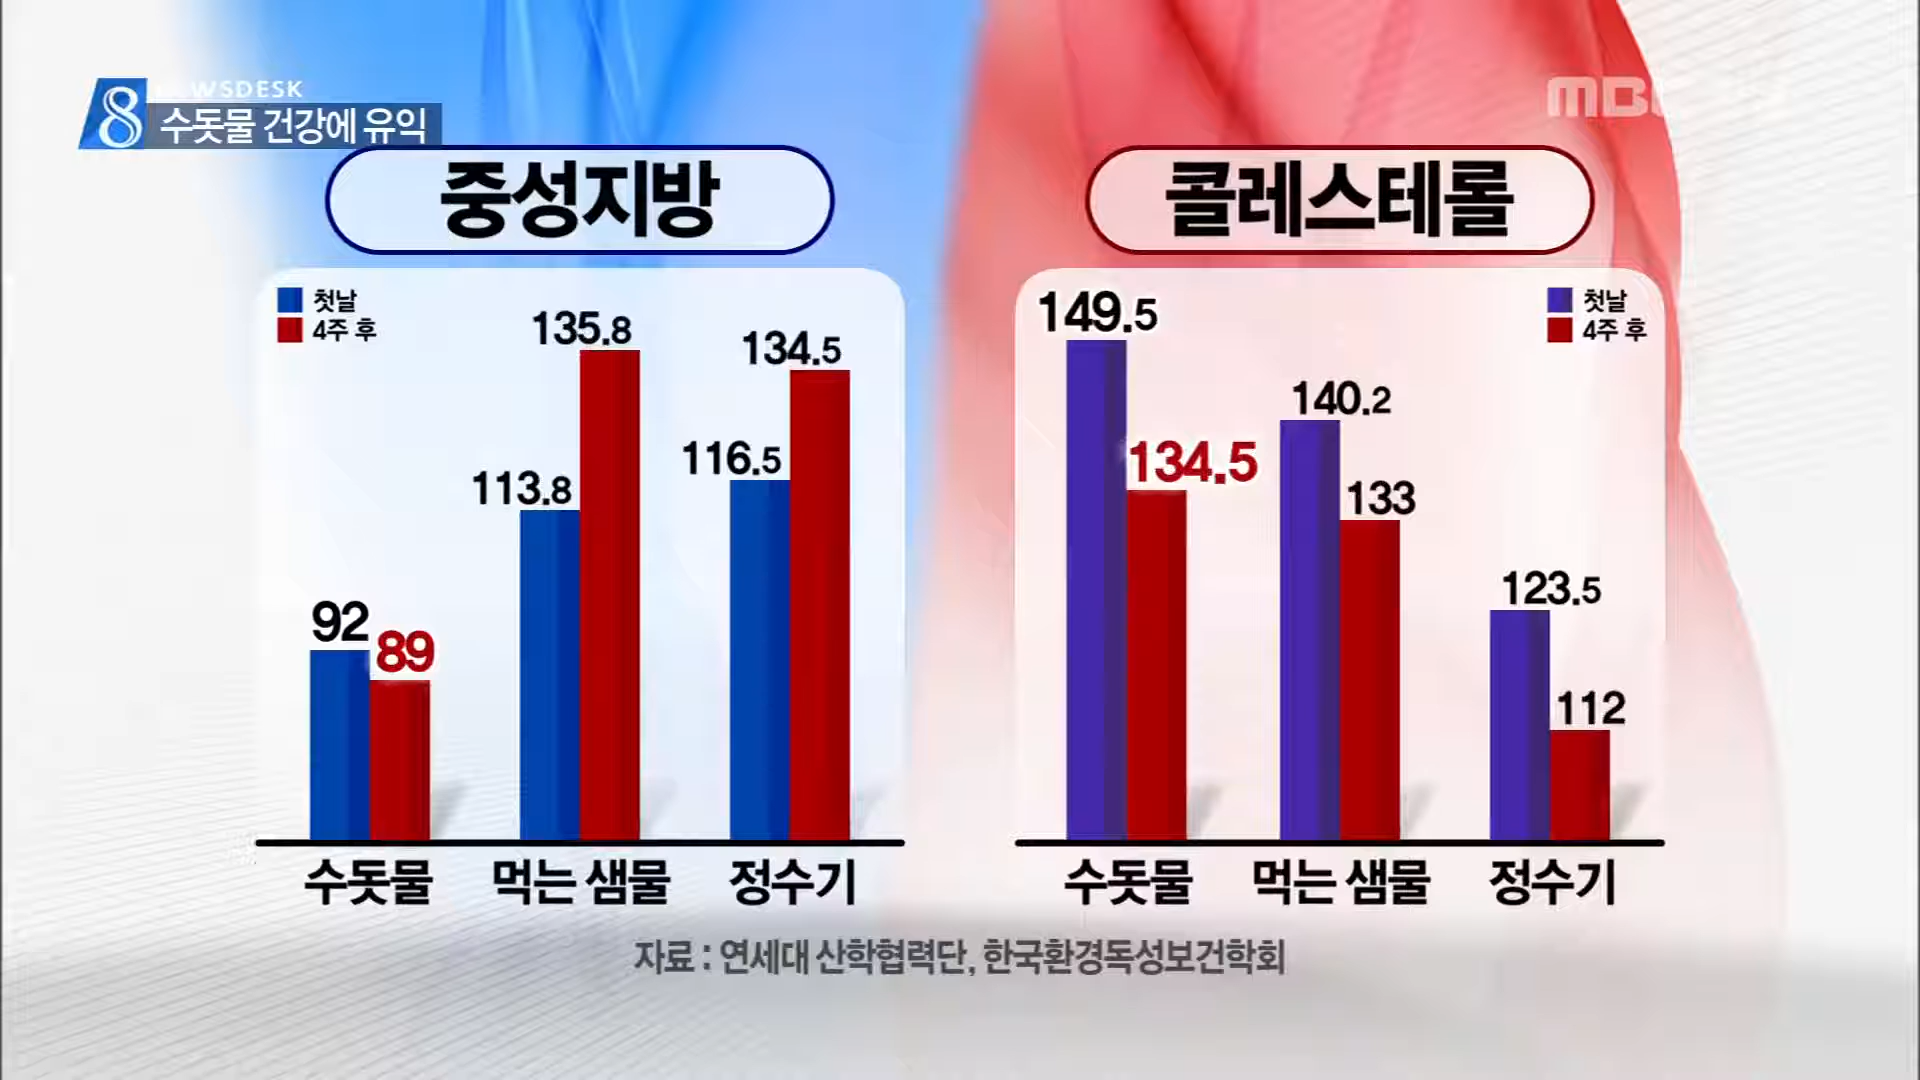 8
NEWSDESK
수돗물 건강에 유익
MBC
중성지방
첫날
4주 후
92
89
113.8
135.8
116.5
134.5
수돗물
먹는 샘물
정수기
콜레스테롤
첫날
4주 후
149.5
134.5
140.2
133
123.5
112
수돗물
먹는 샘물
정수기
자료 : 연세대 산학협력단, 한국환경독성보건학회